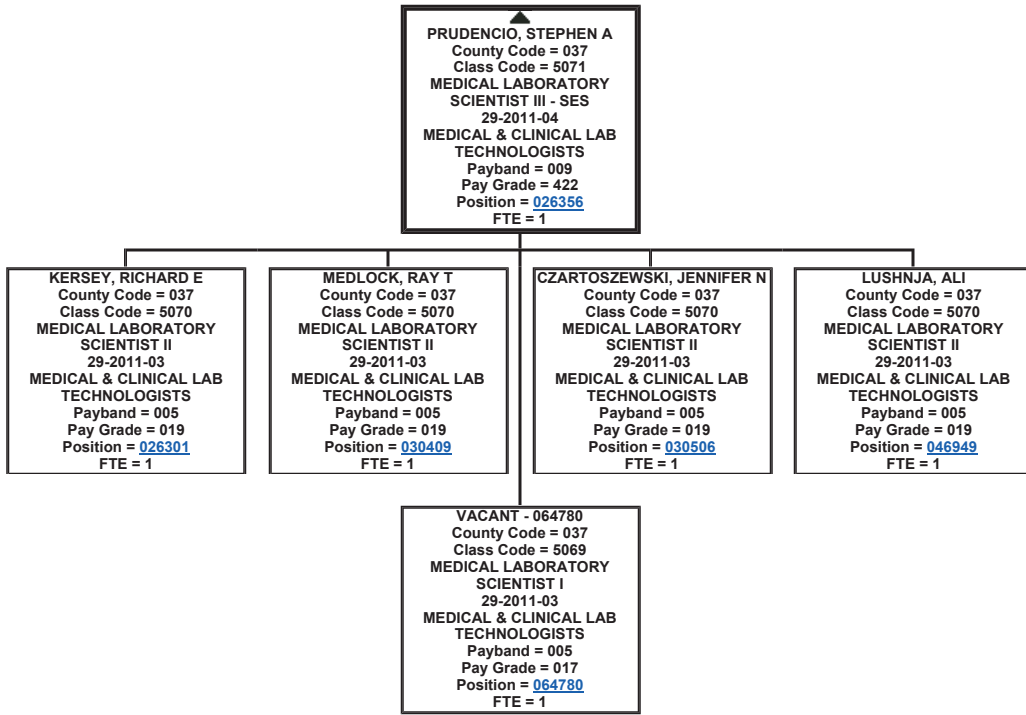 PRUDENCIO, STEPHEN A
County Code = 037
Class Code = 5071
MEDICAL LABORATORY
SCIENTIST III - SES
29-2011-04
MEDICAL & CLINICAL LAB
TECHNOLOGISTS
Payband = 009
Pay Grade = 422
Position = 026356
FTE = 1
KERSEY, RICHARD E
County Code = 037
Class Code = 5070
MEDICAL LABORATORY
SCIENTIST II
29-2011-03
MEDICAL & CLINICAL LAB
TECHNOLOGISTS
Payband = 005
Pay Grade = 019
Position = 026301
FTE = 1
MEDLOCK, RAY T
County Code = 037
Class Code = 5070
MEDICAL LABORATORY
SCIENTIST II
29-2011-03
MEDICAL & CLINICAL LAB
TECHNOLOGISTS
Payband = 005
Pay Grade = 019
Position = 030409
FTE = 1
CZARTOSZEWSKI, JENNIFER N
County Code = 037
Class Code = 5070
MEDICAL LABORATORY
SCIENTIST II
29-2011-03
MEDICAL & CLINICAL LAB
TECHNOLOGISTS
Payband = 005
Pay Grade = 019
Position = 030506
FTE = 1
LUSHNJA, ALI
County Code = 037
Class Code = 5070
MEDICAL LABORATORY
SCIENTIST II
29-2011-03
MEDICAL & CLINICAL LAB
TECHNOLOGISTS
Payband = 005
Pay Grade = 019
Position = 046949
FTE = 1
VACANT - 064780
County Code = 037
Class Code = 5069
MEDICAL LABORATORY
SCIENTIST I
29-2011-03
MEDICAL & CLINICAL LAB
TECHNOLOGISTS
Payband = 005
Pay Grade = 017
Position = 064780
FTE = 1